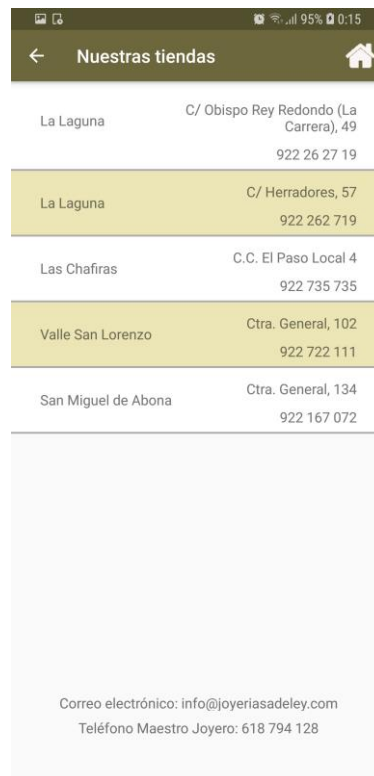 95% 0:15
Nuestras tiendas
La Laguna
C/ Obispo Rey Redondo (La
Carrera), 49
922 26 27 19
La Laguna
C/ Herradores, 57
922 262 719
Las Chafiras
C.C. El Paso Local 4
922 735 735
Valle San Lorenzo
Ctra. General, 102
922 722 111
San Miguel de Abona
Ctra. General, 134
922 167 072
Correo electrónico: info@joyeriasadeley.com
Teléfono Maestro Joyero: 618 794 128